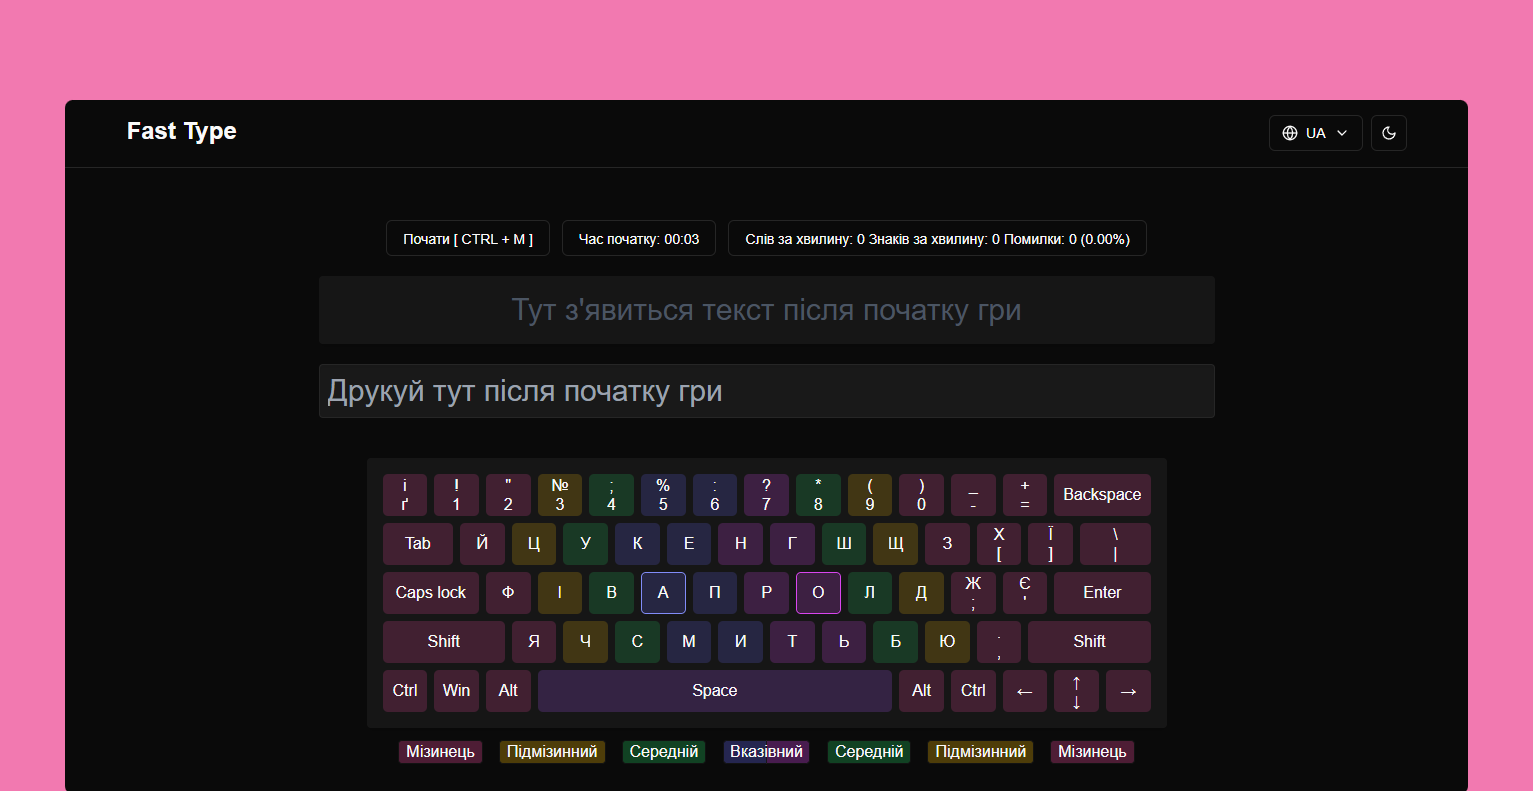 Fast Type
UA
Почати [ CTRL + M ]
Час початку: 00:03
Слів за хвилину: 0 Знаків за хвилину: 0 Помилки: 0 (0.00%)
Тут з'явиться текст після початку гри
Друкуй тут після початку гри
і ! " № ; % : ? * ( ) _ + Backspace
ґ 1 2 3 4 5 6 7 8 9 0 - =
Tab Й Ц У К Е Н Г Ш Щ З Х Ї \
[ ] |
Caps lock Ф І В А П Р О Л Д Ж Є Enter
; '
Shift Я Ч С М И Т Ь Б Ю . Shift
,
Ctrl Win Alt Space Alt Ctrl ← ↑ →
↓
Мізинець Підмізинний Середній Вказівний Середній Підмізинний Мізинець